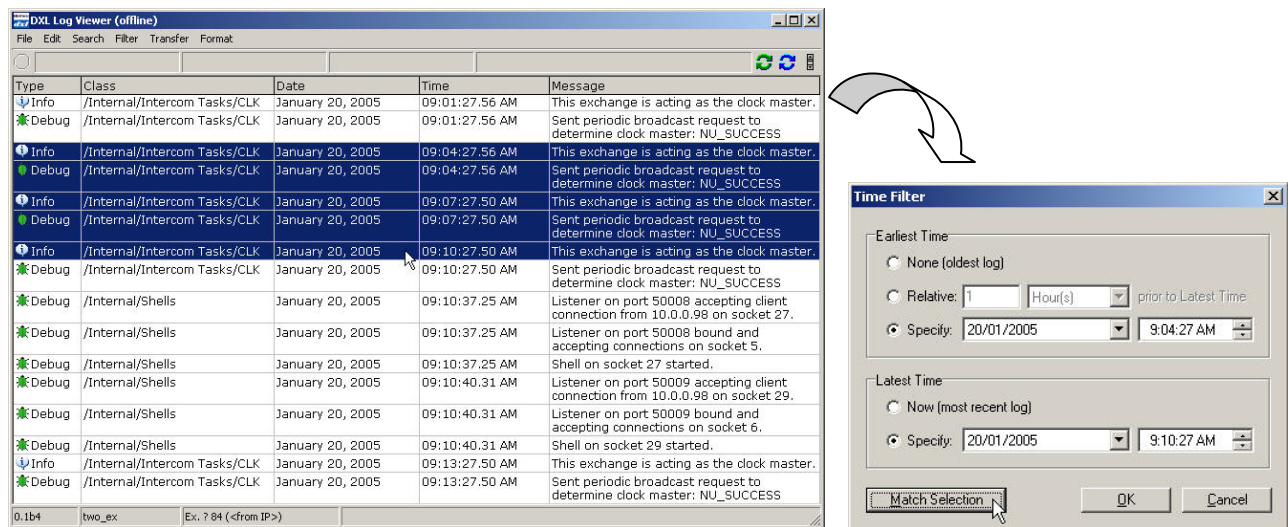 DXL Log Viewer (offline)
File Edit Search Filter Transfer Format
Type Class Date Time Message
Info /Internal/Intercom Tasks/CLK January 20, 2005 09:01:27.56 AM This exchange is acting as the clock master.
Debug /Internal/Intercom Tasks/CLK January 20, 2005 09:01:27.56 AM Sent periodic broadcast request to
determine clock master: NU_SUCCESS
Info /Internal/Intercom Tasks/CLK January 20, 2005 09:04:27.56 AM This exchange is acting as the clock master.
Debug /Internal/Intercom Tasks/CLK January 20, 2005 09:04:27.56 AM Sent periodic broadcast request to
determine clock master: NU_SUCCESS
Info /Internal/Intercom Tasks/CLK January 20, 2005 09:07:27.50 AM This exchange is acting as the clock master.
Debug /Internal/Intercom Tasks/CLK January 20, 2005 09:07:27.50 AM Sent periodic broadcast request to
determine clock master: NU_SUCCESS
Info /Internal/Intercom Tasks/CLK January 20, 2005 09:10:27.50 AM This exchange is acting as the clock master.
Debug /Internal/Intercom Tasks/CLK January 20, 2005 09:10:27.50 AM Sent periodic broadcast request to
determine clock master: NU_SUCCESS
Debug /Internal/Shells January 20, 2005 09:10:37.25 AM Listener on port 50008 accepting client
connection from 10.0.0.98 on socket 27.
Debug /Internal/Shells January 20, 2005 09:10:37.25 AM Listener on port 50008 bound and
accepting connections on socket 5.
Debug /Internal/Shells January 20, 2005 09:10:37.25 AM Shell on socket 27 started.
Debug /Internal/Shells January 20, 2005 09:10:40.31 AM Listener on port 50009 accepting client
connection from 10.0.0.98 on socket 29.
Debug /Internal/Shells January 20, 2005 09:10:40.31 AM Listener on port 50009 bound and
accepting connections on socket 6.
Debug /Internal/Shells January 20, 2005 09:10:40.31 AM Shell on socket 29 started.
Info /Internal/Intercom Tasks/CLK January 20, 2005 09:13:27.50 AM This exchange is acting as the clock master.
Debug /Internal/Intercom Tasks/CLK January 20, 2005 09:13:27.50 AM Sent periodic broadcast request to
determine clock master: NU_SUCCESS
0.1b4 two_ex Ex. ? 84 (<from IP>)
Time Filter
Earliest Time
None (oldest log)
Relative: 1 Hour(s) prior to Latest Time
Specify: 20/01/2005 9:04:27 AM
Latest Time
Now (most recent log)
Specify: 20/01/2005 9:10:27 AM
Match Selection OK Cancel